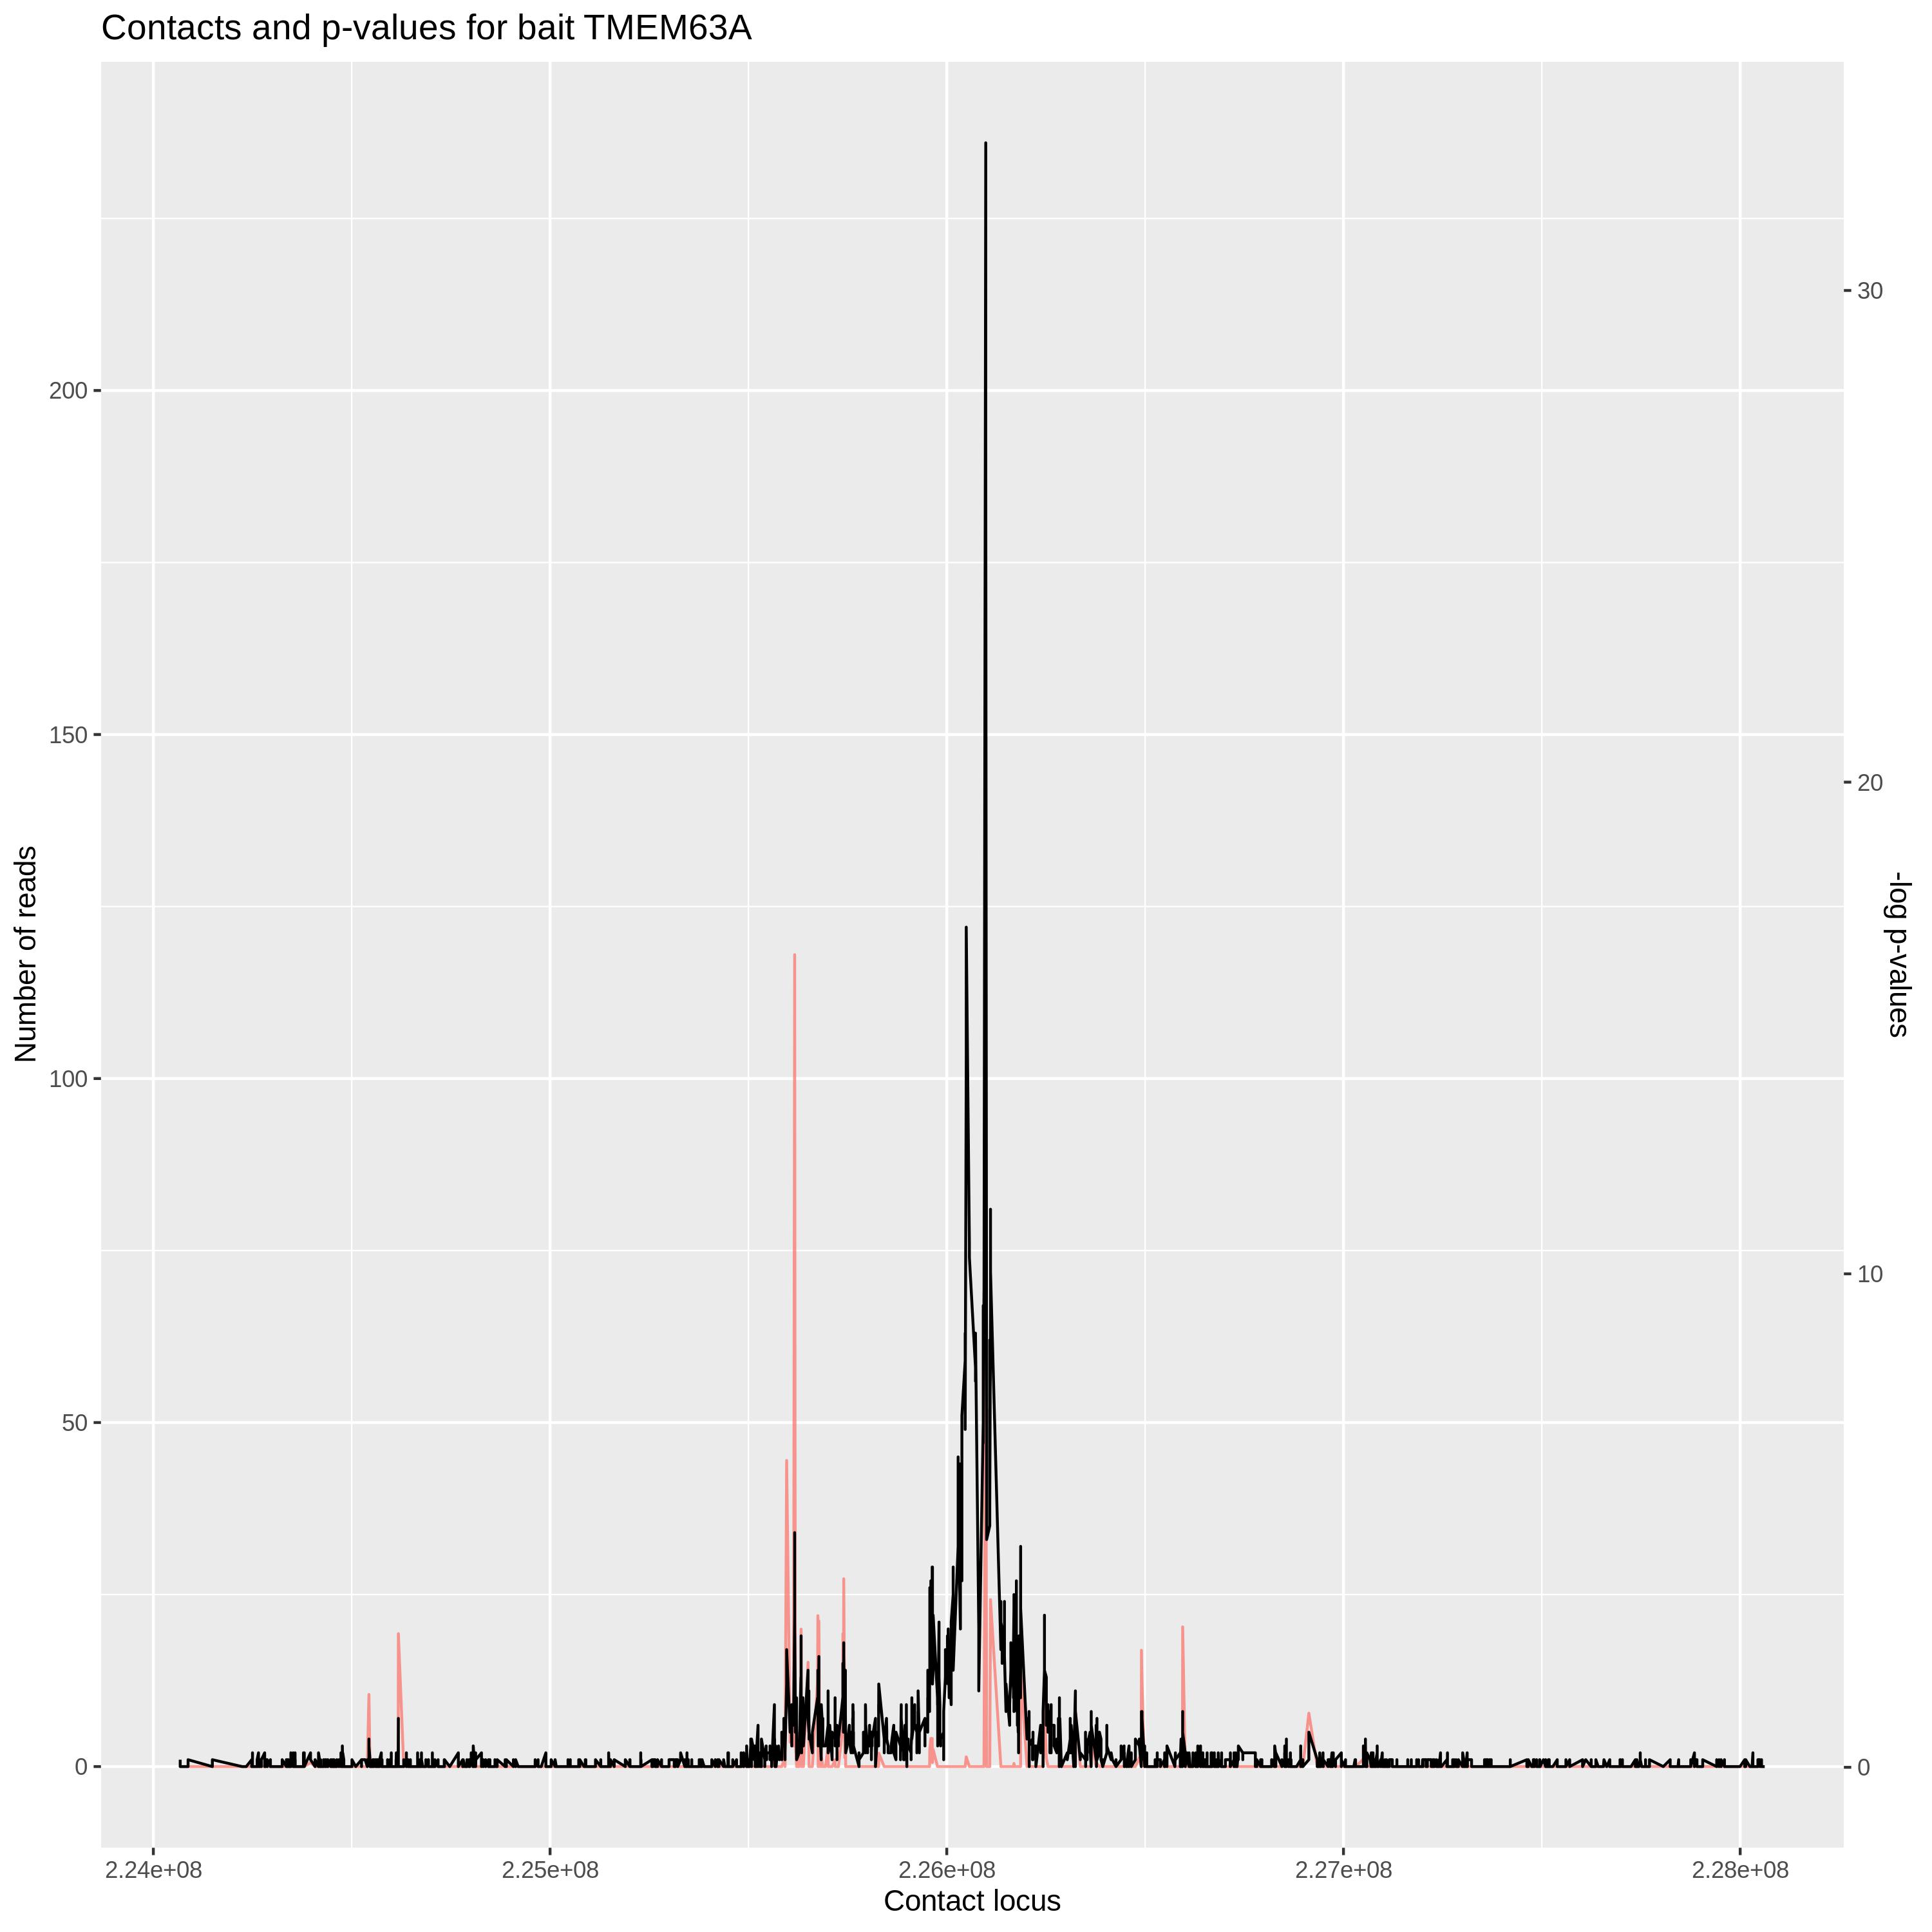 Contacts and p-values for bait TMEM63A
200
150
100
50
0
Number of reads
30
20
10
0
-log p-values
2.24e+08
2.25e+08
2.26e+08
2.27e+08
2.28e+08
Contact locus